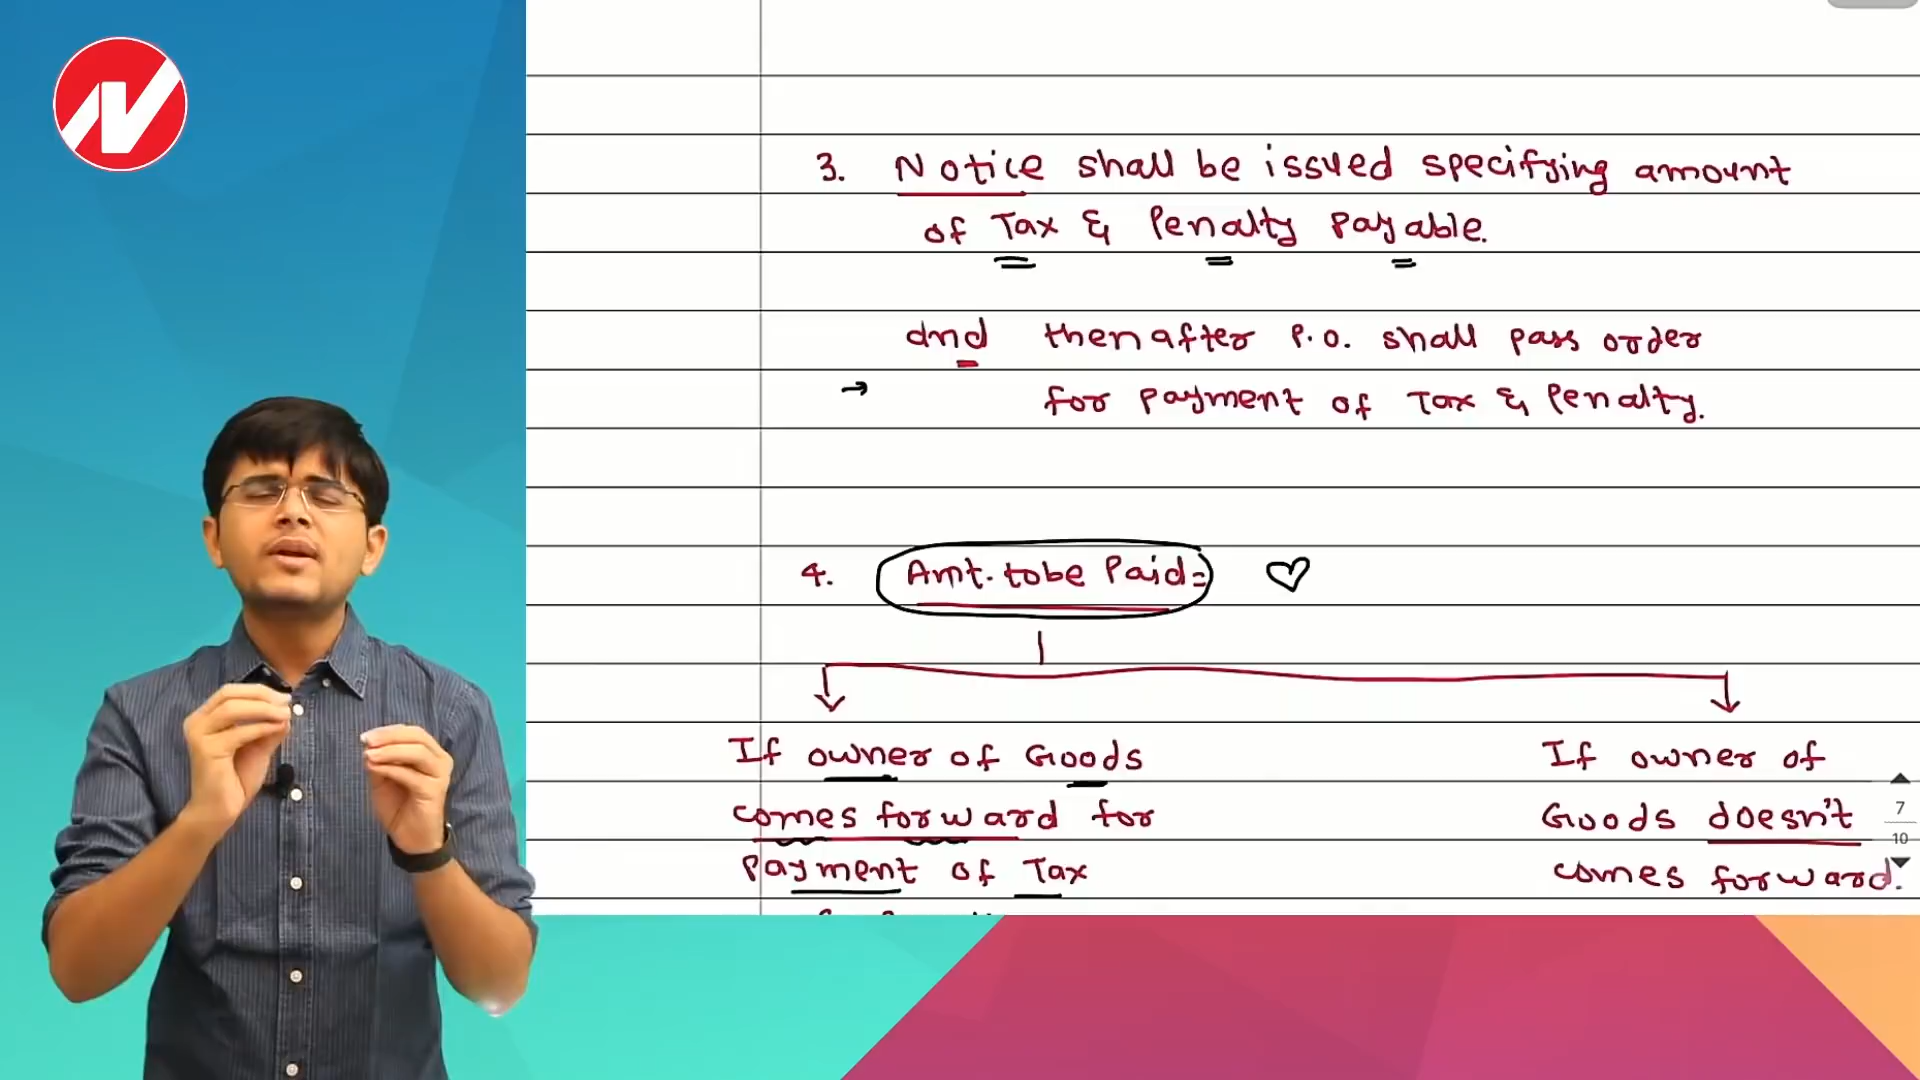 3. Notice shall be issued specifying amount
of Tax & Penalty payable.
and thenafter P.O. shall pass order
→ for payment of Tax & Penalty.
4. Amt. to be Paid =
If owner of Goods
comes forward for
payment of Tax
If owner of
Goods doesn't
comes forward.
7
10